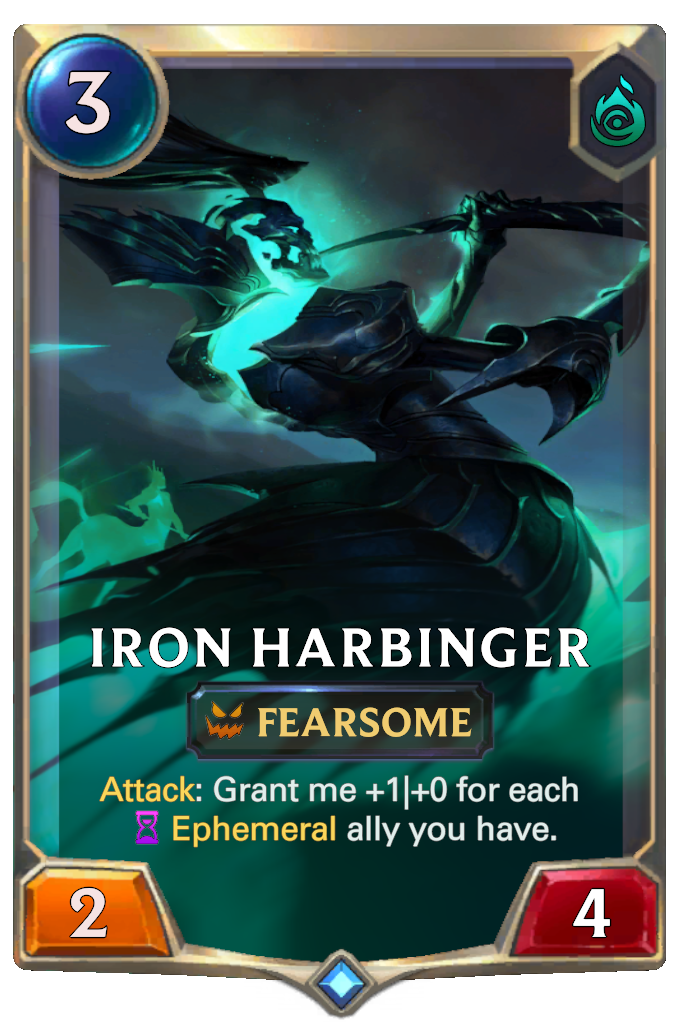 3
IRON HARBINGER
FEARSOME
Attack: Grant me +1|+0 for each
Ephemeral ally you have.
2
4